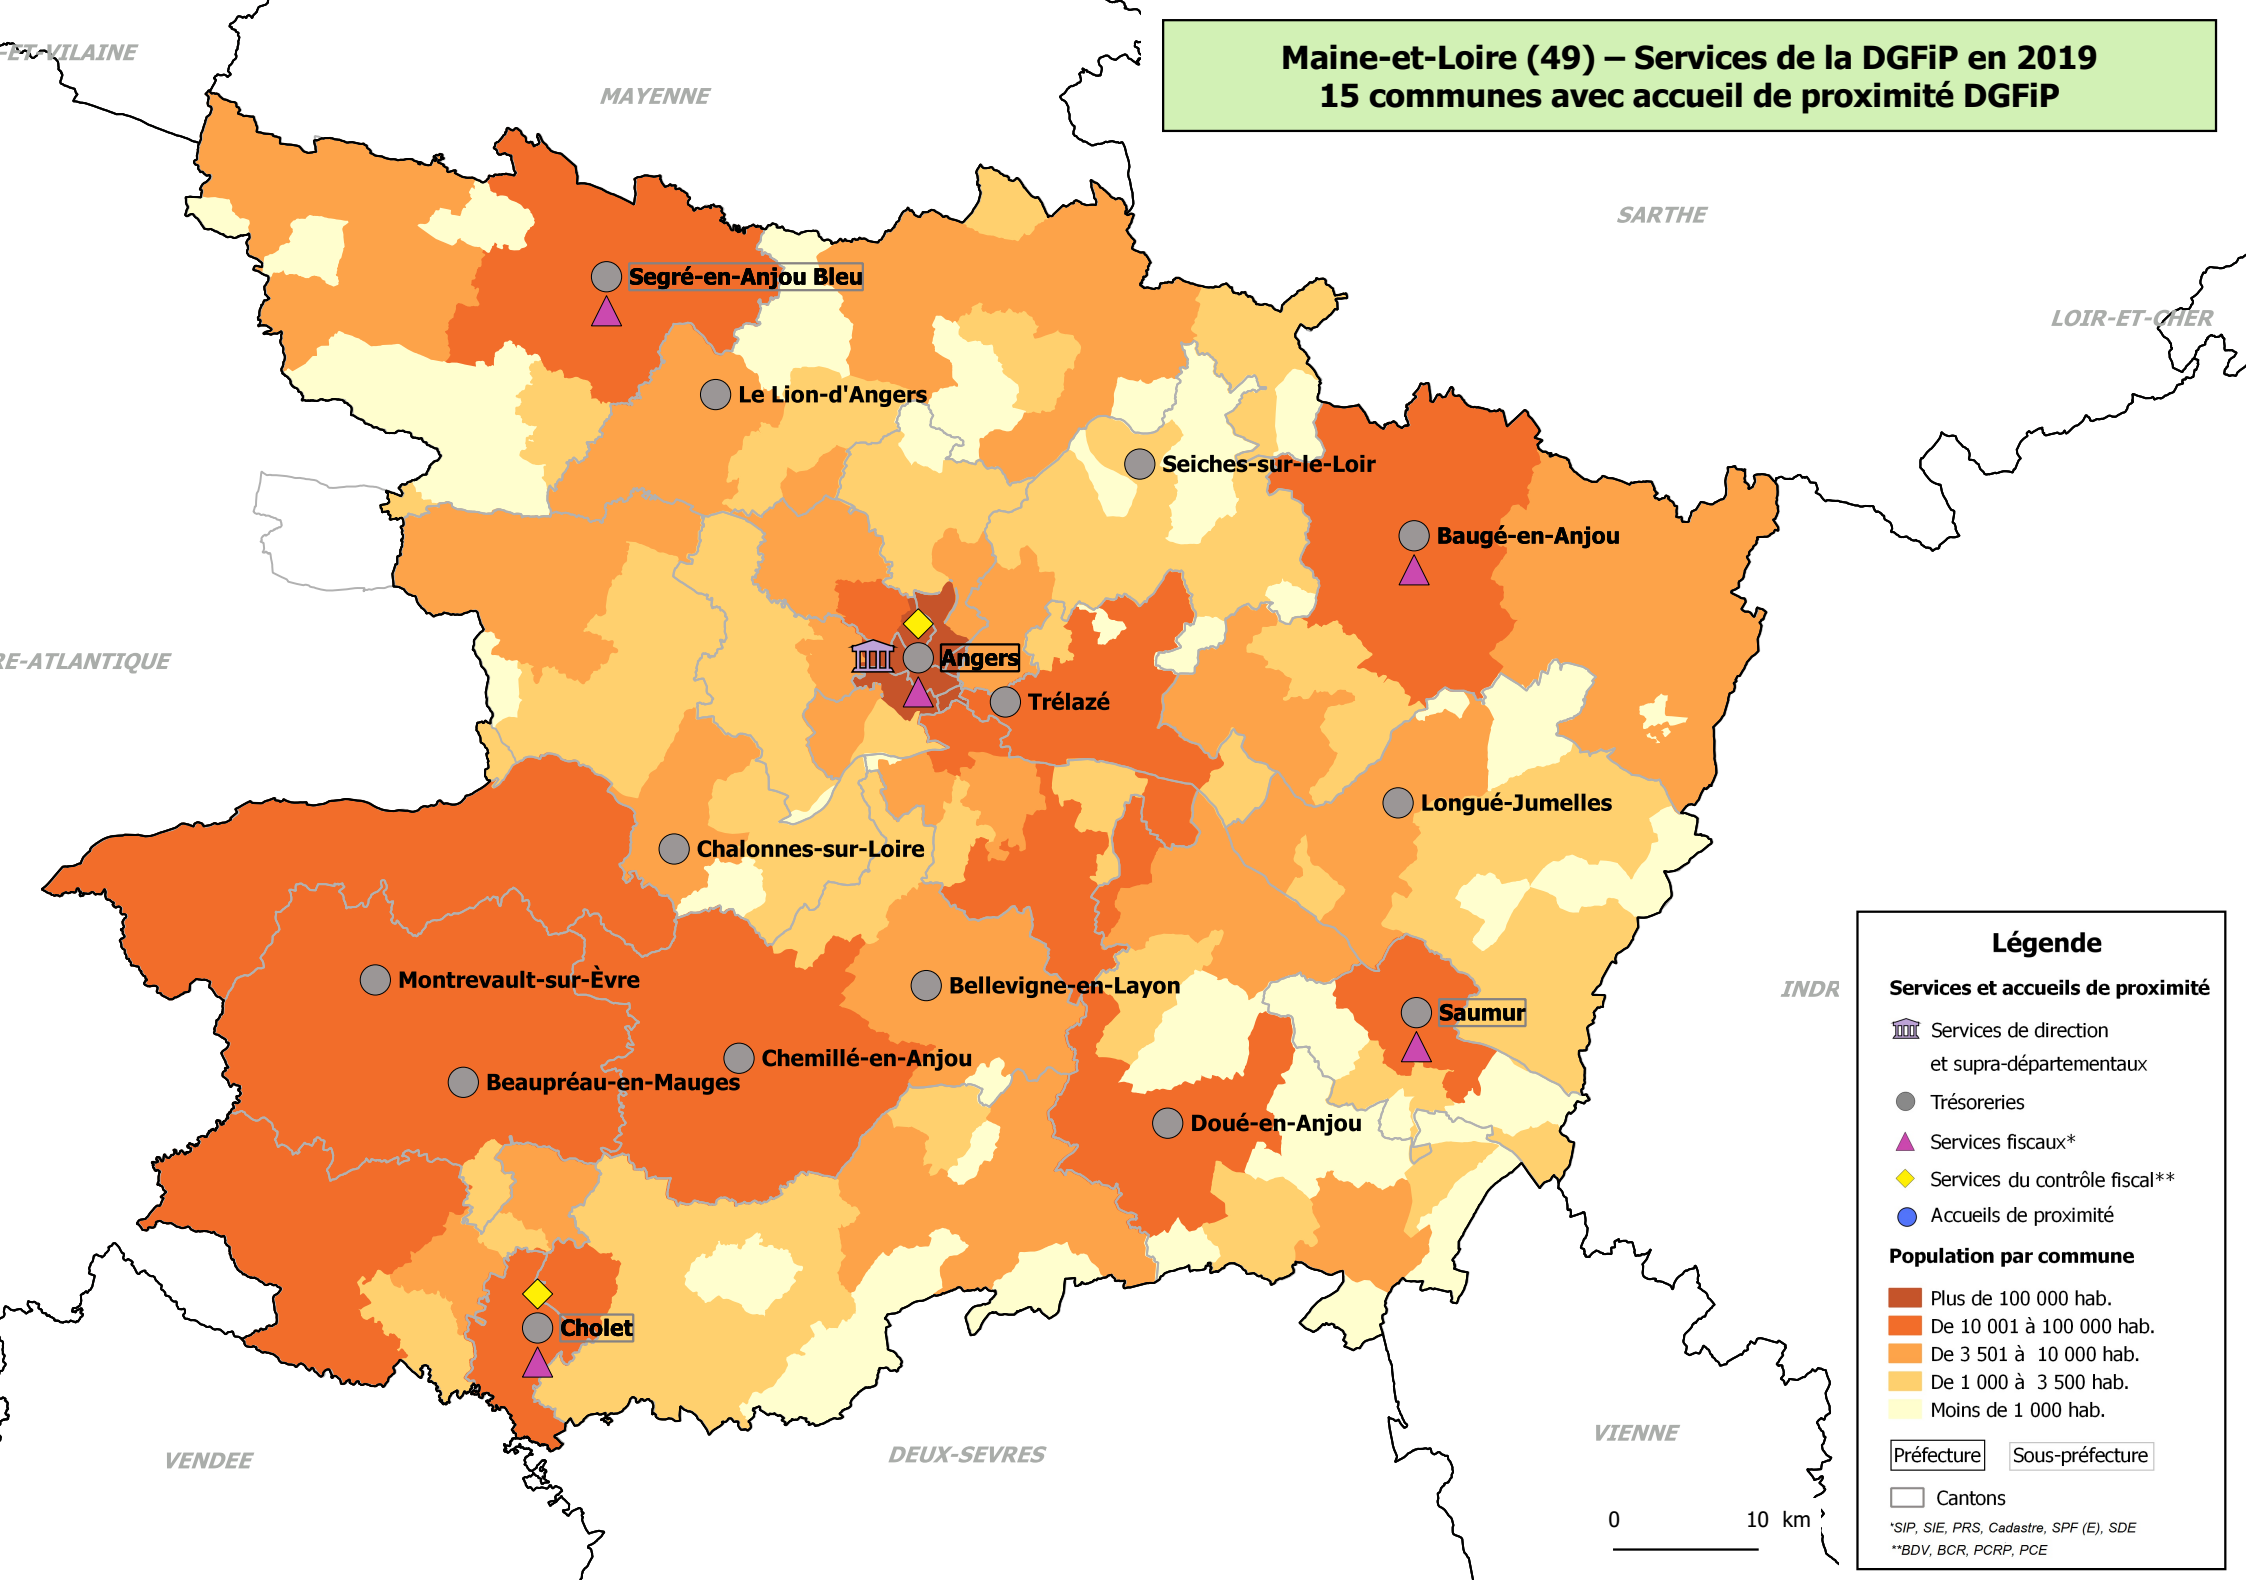 Maine-et-Loire (49) – Services de la DGFiP en 2019
15 communes avec accueil de proximité DGFiP
-ET-VILAINE
MAYENNE
SARTHE
LOIR-ET-CHER
Segré-en-Anjou Bleu
Le Lion-d'Angers
Seiches-sur-le-Loir
Baugé-en-Anjou
RE-ATLANTIQUE
Angers
Trélazé
Longué-Jumelles
Chalonnes-sur-Loire
Montrevault-sur-Èvre
Bellevigne-en-Layon
INDR
Saumur
Chemillé-en-Anjou
Beaupréau-en-Mauges
Doué-en-Anjou
Cholet
VENDEE
DEUX-SEVRES
VIENNE
0 10 km
Légende
Services et accueils de proximité
Services de direction
et supra-départementaux
Trésoreries
Services fiscaux*
Services du contrôle fiscal**
Accueils de proximité
Population par commune
Plus de 100 000 hab.
De 10 001 à 100 000 hab.
De 3 501 à 10 000 hab.
De 1 000 à 3 500 hab.
Moins de 1 000 hab.
Préfecture Sous-préfecture
Cantons
*SIP, SIE, PRS, Cadastre, SPF (E), SDE
**BDV, BCR, PCRP, PCE